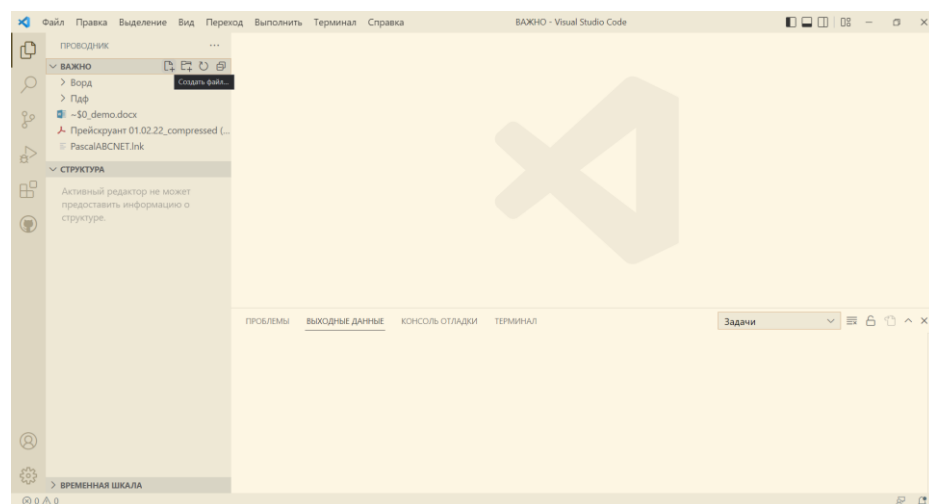 Файл Правка Выделение Вид Переход Выполнить Терминал Справка ВАЖНО - Visual Studio Code
ПРОВОДНИК
ВАЖНО
Создать файл...
Ворд
Пдф
~$0_demo.docx
Прейскруант 01.02.22_compressed (...
PascalABCNET.lnk
СТРУКТУРА
Активный редактор не может
предоставить информацию о
структуре.
ПРОБЛЕМЫ ВЫХОДНЫЕ ДАННЫЕ КОНСОЛЬ ОТЛАДКИ ТЕРМИНАЛ Задачи
ВРЕМЕННАЯ ШКАЛА
0 0